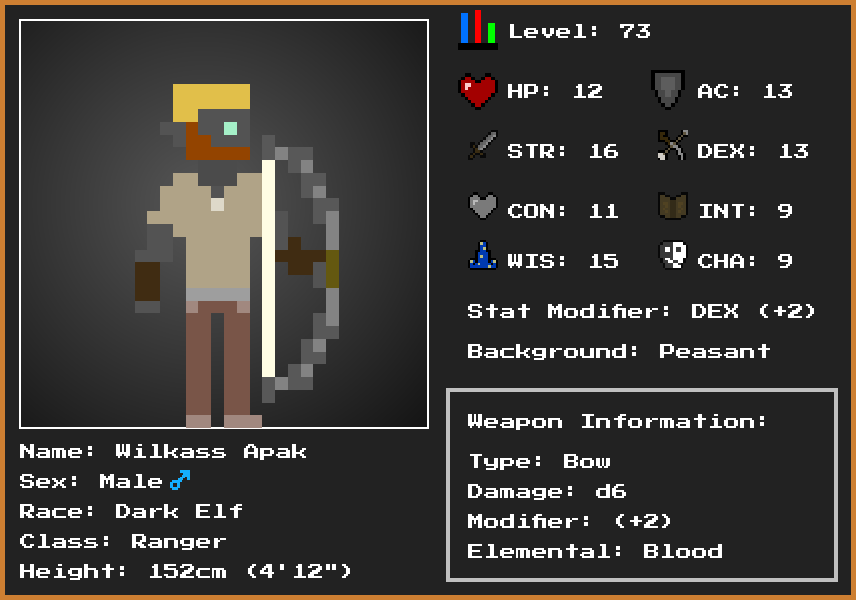 Level: 73
HP: 12 AC: 13
STR: 16 DEX: 13
CON: 11 INT: 9
WIS: 15 CHA: 9
Stat Modifier: DEX (+2)
Background: Peasant
Weapon Information:
Type: Bow
Damage: d6
Modifier: (+2)
Elemental: Blood
Name: Wilkass Apak
Sex: Male ♂
Race: Dark Elf
Class: Ranger
Height: 152cm (4'12")